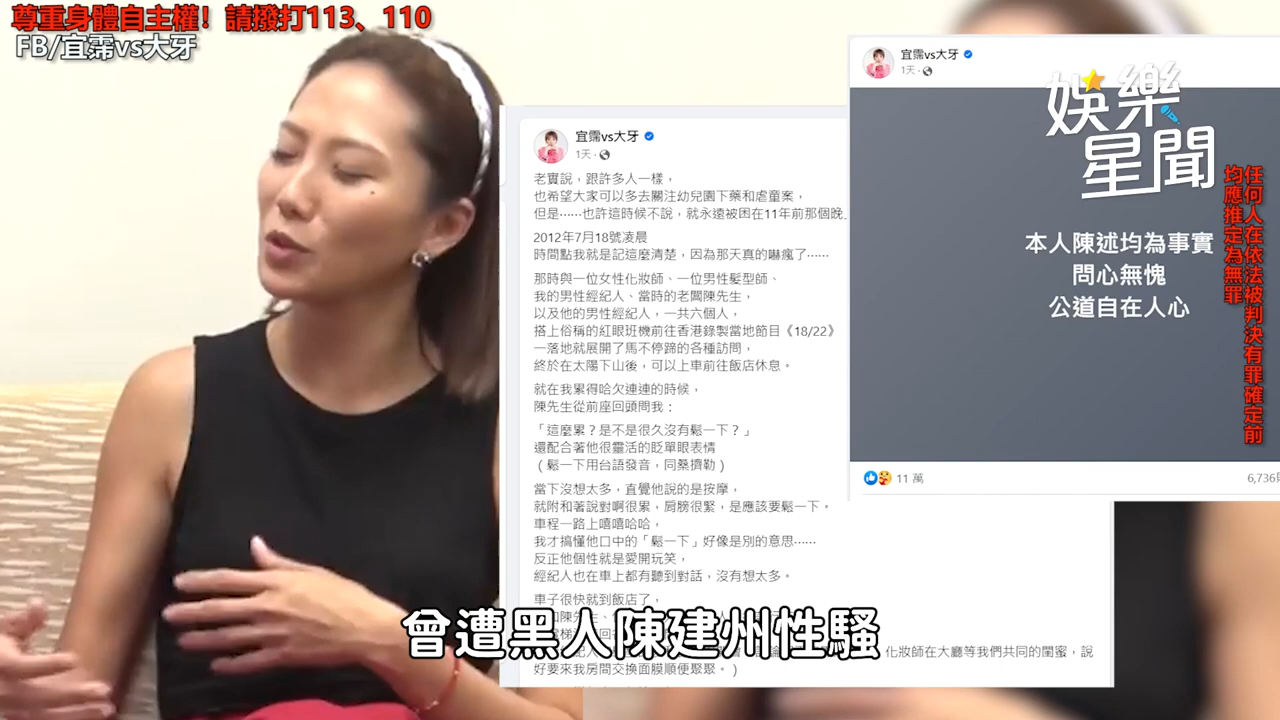 尊重身體自主權！請撥打113、110
FB/宜霈vs大牙
宜霈vs大牙
1天
老實說，跟許多人一樣，
也希望大家可以多去關注幼兒園下藥和虐童案，
但是⋯⋯也許這時候不說，就永遠被困在11年前那個晚
2012年7月18號凌晨
時間點我就是記這麼清楚，因為那天真的嚇瘋了⋯⋯
那時與一位女性化妝師、一位男性髮型師、
我的男性經紀人、當時的老闆陳先生，
以及他的男性經紀人，一共六個人，
搭上俗稱的紅眼班機前往香港錄製當地節目《18/22》
一落地就展開了馬不停蹄的各種訪問，
終於在太陽下山後，可以上車前往飯店休息。
就在我累得哈欠連連的時候，
陳先生從前座回頭問我：
「這麼累？是不是很久沒有鬆一下？」
還配合著他很靈活的眨單眼表情
（鬆一下用台語發音，同桑擠勒）
當下沒想太多，直覺他說的是按摩，
就附和著說對啊很累，肩膀很緊，是應該要鬆一下。
車程一路上嘻嘻哈哈，
我才搞懂他口中的「鬆一下」好像是別的意思⋯⋯
反正他個性就是愛開玩笑，
經紀人也在車上都有聽到對話，沒有想太多。
車子很快就到飯店了，
化妝師在大廳等我們共同的閨蜜，說
好要來我房間交換面膜順便聚聚。）
宜霈vs大牙
1天
娛樂星聞
本人陳述均為事實
問心無愧
公道自在人心
11 萬
6,736
任何人在依法被判決有罪確定前
均應推定為無罪
曾遭黑人陳建州性騷